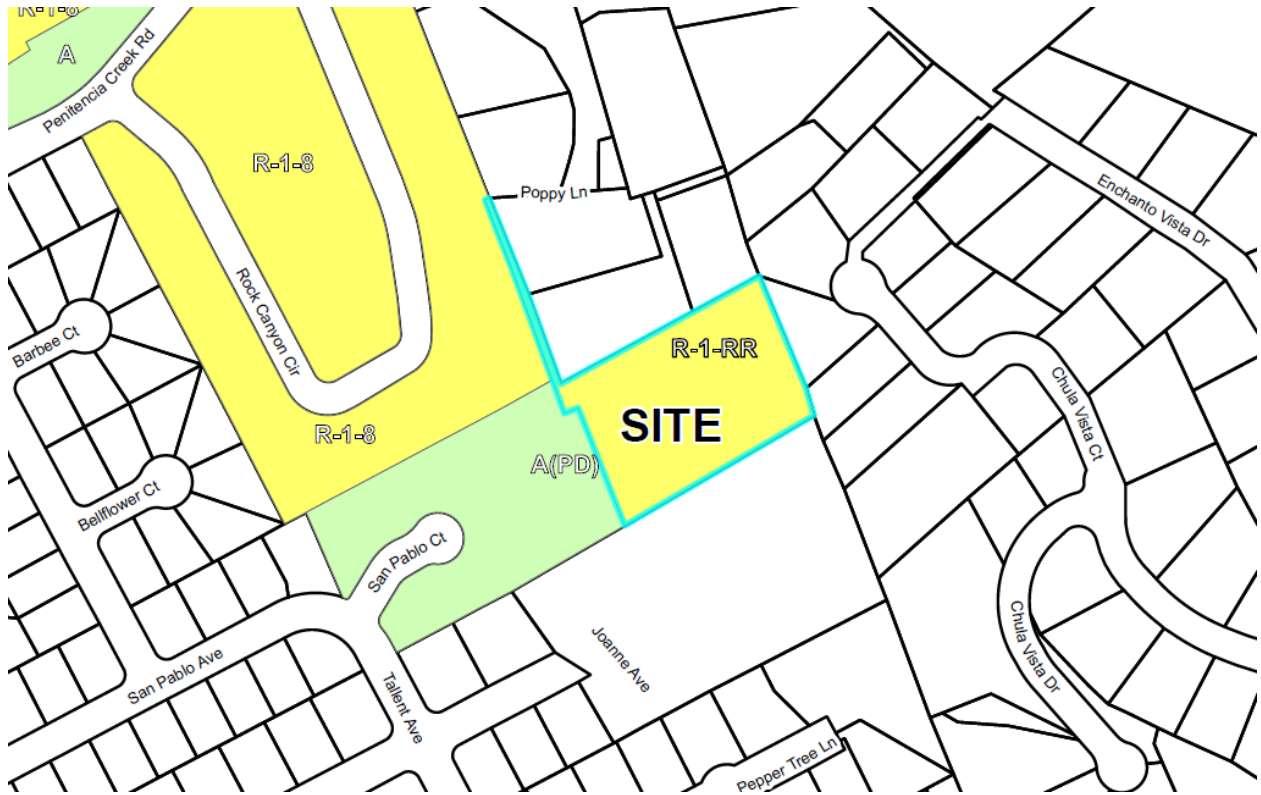 R-1-8
A
Penitencia Creek Rd
R-1-8
Poppy Ln
Enchanto Vista Dr
Rock Canyon Cir
Barbee Ct
R-1-RR
Chula Vista Ct
SITE
R-1-8
A(PD)
Bellflower Ct
San Pablo Ct
Joanne Ave
Chula Vista Dr
San Pablo Ave
Tallent Ave
Pepper Tree Ln